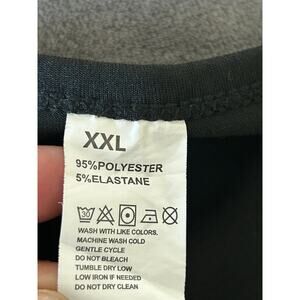 XXL
95%POLYESTER
5%ELASTANE
30
WASH WITH LIKE COLORS.
MACHINE WASH COLD
GENTLE CYCLE
DO NOT BLEACH
TUMBLE DRY LOW
LOW IRON IF NEEDED
DO NOT DRY CLEAN